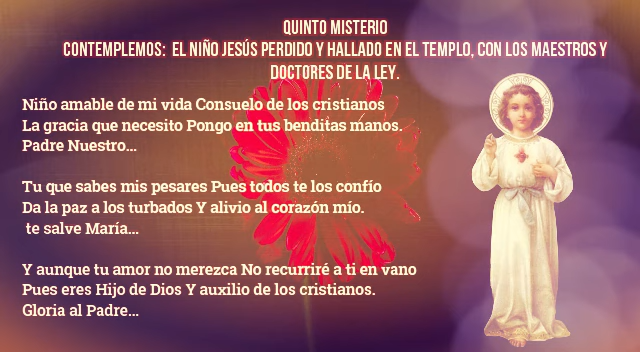 QUINTO MISTERIO
CONTEMPLEMOS: EL NIÑO JESÚS PERDIDO Y HALLADO EN EL TEMPLO, CON LOS MAESTROS Y
DOCTORES DE LA LEY.
Niño amable de mi vida Consuelo de los cristianos
La gracia que necesito Pongo en tus benditas manos.
Padre Nuestro...
Tu que sabes mis pesares Pues todos te los confío
Da la paz a los turbados Y alivio al corazón mío.
te salve María...
Y aunque tu amor no merezca No recurriré a ti en vano
Pues eres Hijo de Dios Y auxilio de los cristianos.
Gloria al Padre...